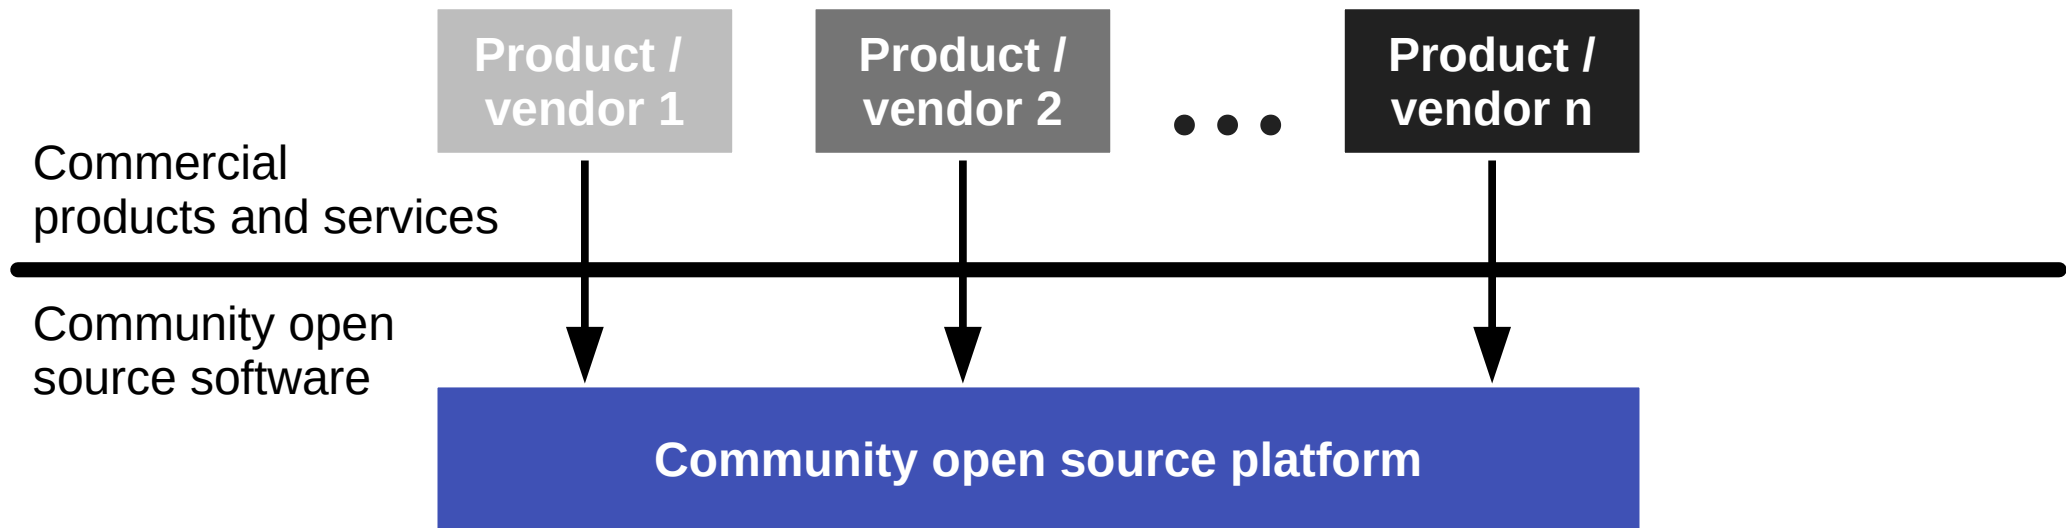 Product /
vendor 1
Product /
vendor 2
Product /
vendor n
Commercial
products and services
Community open
source software
Community open source platform